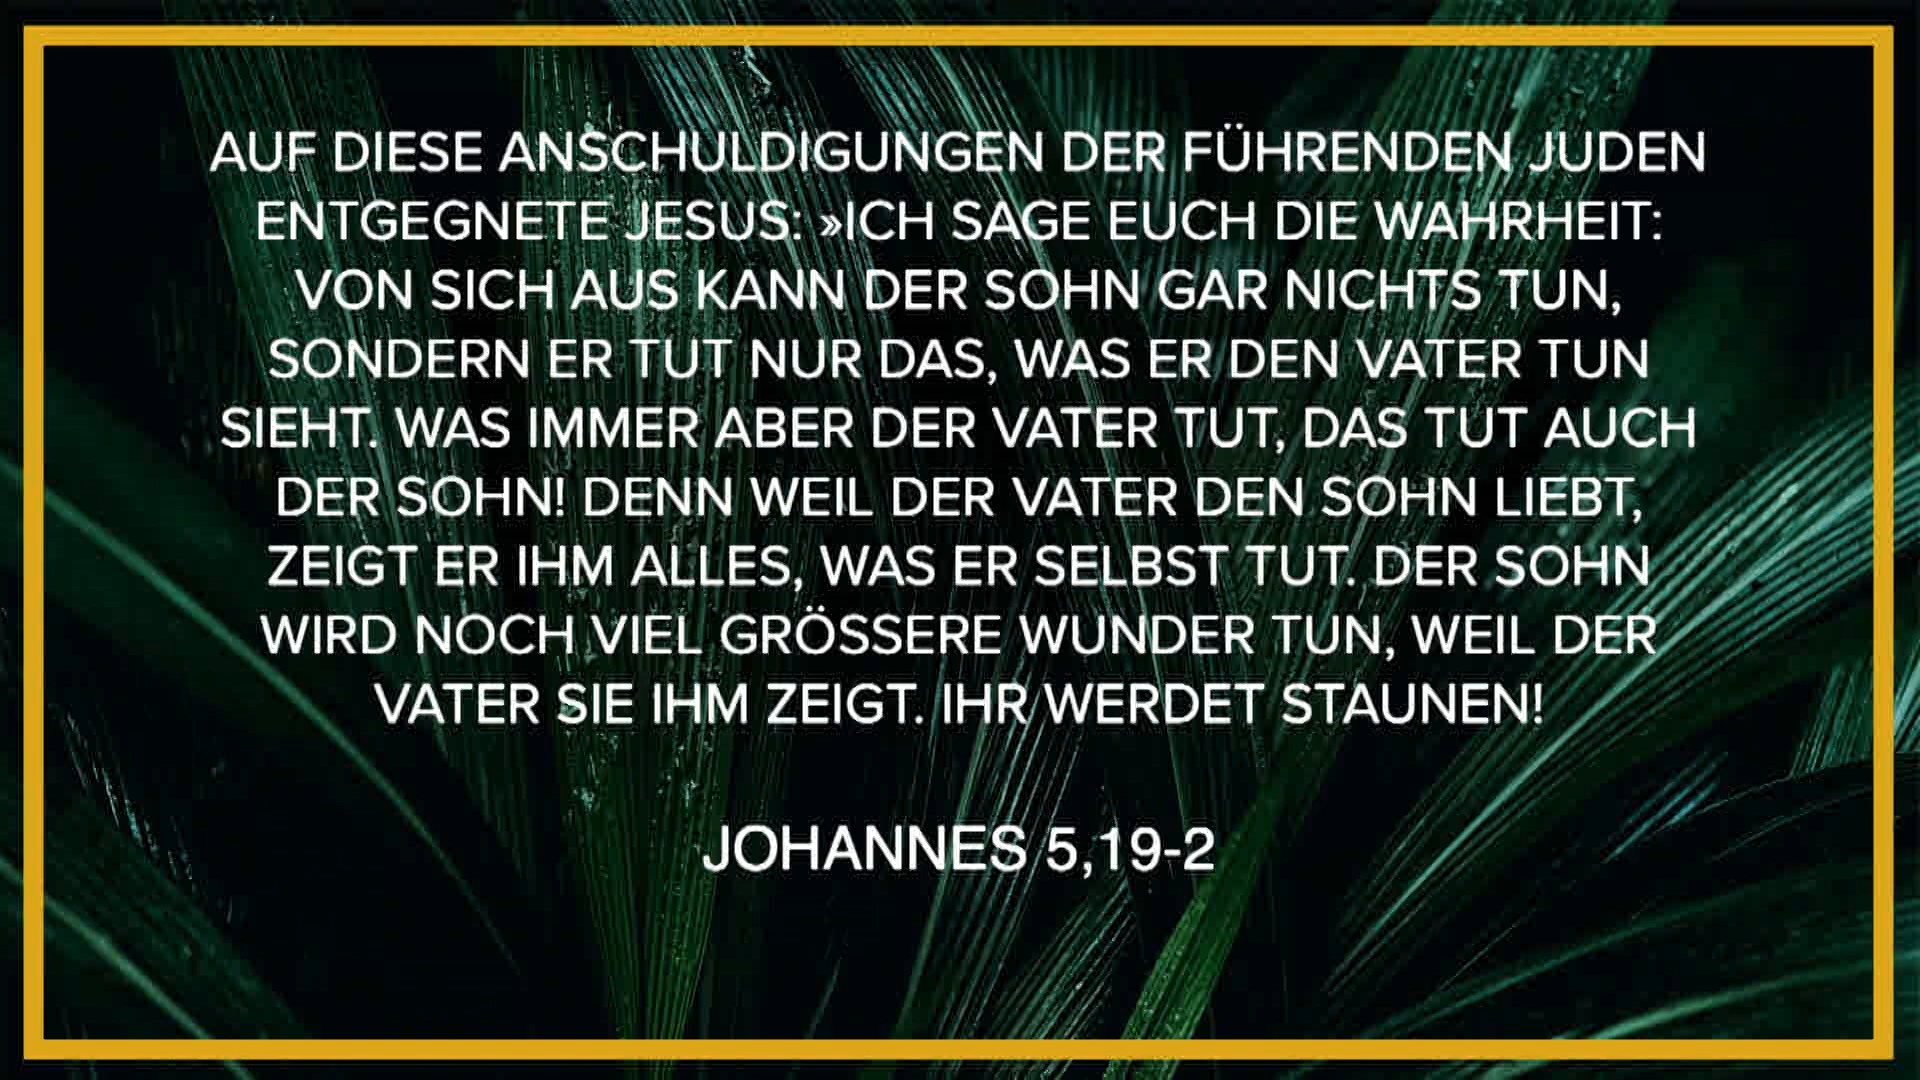 AUF DIESE ANSCHULDIGUNGEN DER FÜHRENDEN JUDEN
ENTGEGNETE JESUS: »ICH SAGE EUCH DIE WAHRHEIT:
VON SICH AUS KANN DER SOHN GAR NICHTS TUN,
SONDERN ER TUT NUR DAS, WAS ER DEN VATER TUN
SIEHT. WAS IMMER ABER DER VATER TUT, DAS TUT AUCH
DER SOHN! DENN WEIL DER VATER DEN SOHN LIEBT,
ZEIGT ER IHM ALLES, WAS ER SELBST TUT. DER SOHN
WIRD NOCH VIEL GRÖSSERE WUNDER TUN, WEIL DER
VATER SIE IHM ZEIGT. IHR WERDET STAUNEN!
JOHANNES 5,19-2